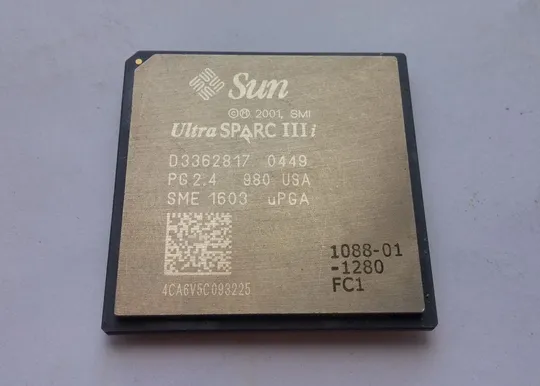 Sun
©Ⓜ 2001, SMI
UltraSPARC IIIi
D3362817 0449
PG2.4 980 USA
SME 1603 uPGA
4CA6V5C093225
1088-01
-1280
FC1